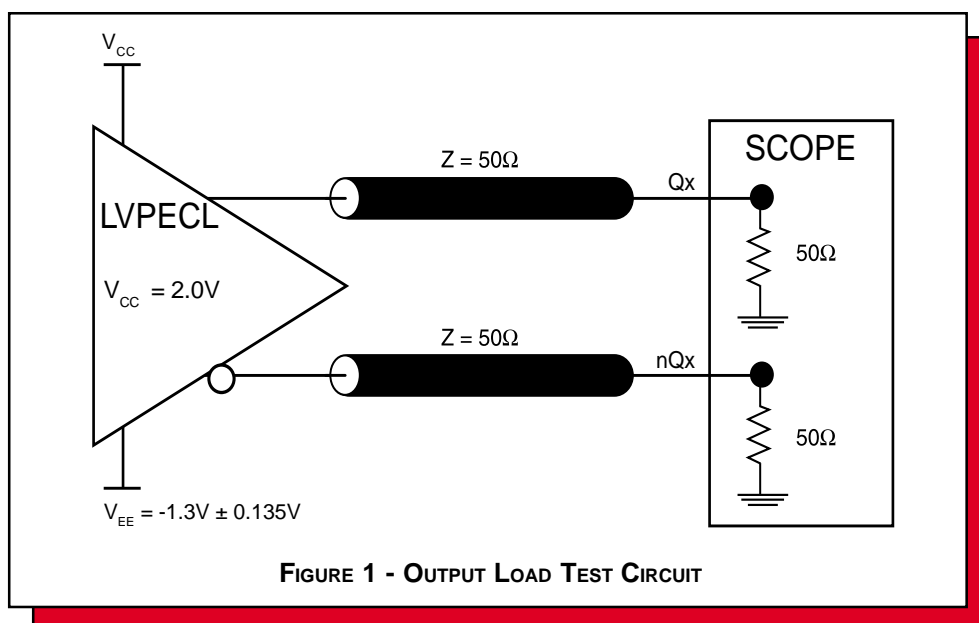 VCC
Z = 50Ω
SCOPE
Qx
LVPECL
50Ω
VCC = 2.0V
Z = 50Ω
nQx
50Ω
VEE = -1.3V ± 0.135V
FIGURE 1 - OUTPUT LOAD TEST CIRCUIT